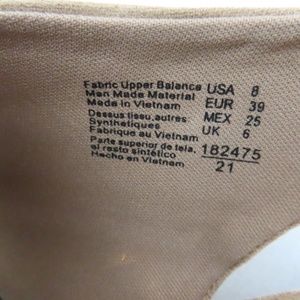 Fabric Upper Balance USA 8
Man Made Material EUR 39
Made in Vietnam MEX 25
Dessus tissu, autres UK 6
Synthetiques
Fabrique au Vietnam 182475
Parte superior de tela, 21
el resto sintético
Hecho en Vietnam